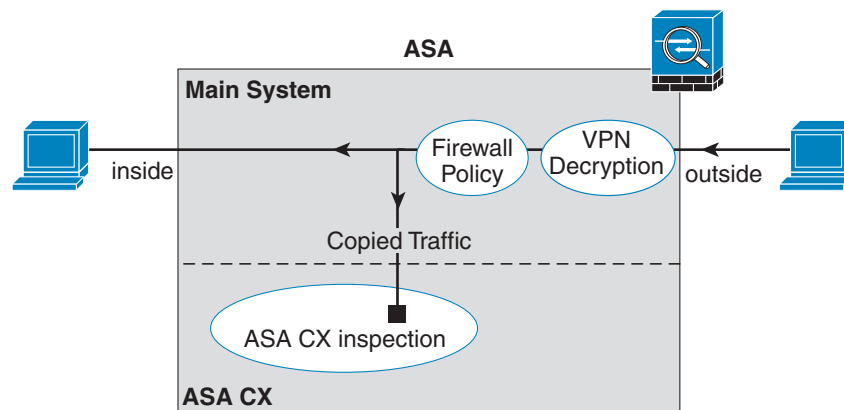 ASA
Main System
Firewall
Policy
VPN
Decryption
inside
outside
Copied Traffic
ASA CX inspection
ASA CX